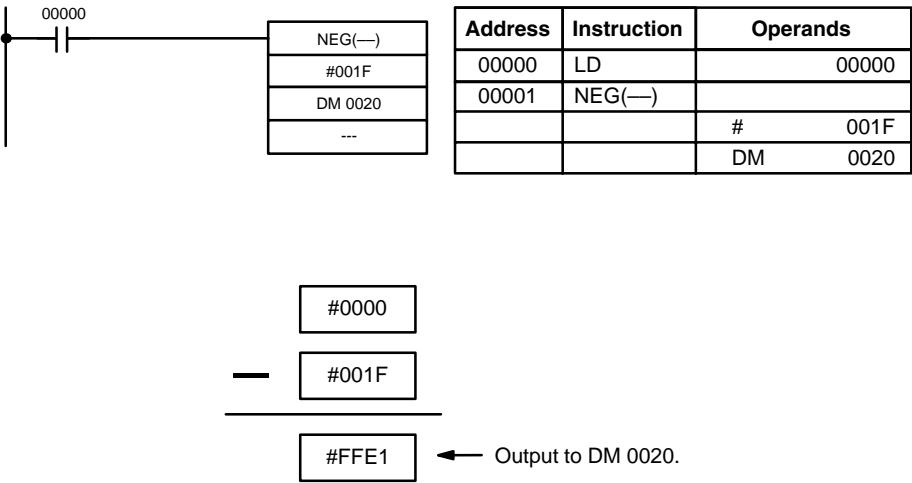 00000
NEG(––)
#001F
DM 0020
---
Address Instruction Operands
00000 LD 00000
00001 NEG(––)
# 001F
DM 0020
#0000
#001F
#FFE1 Output to DM 0020.